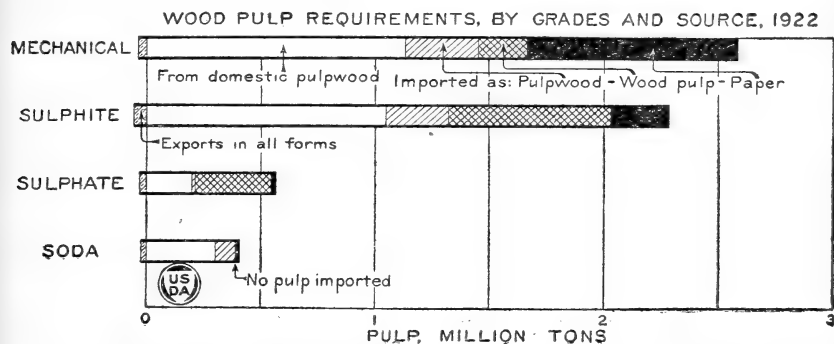 WOOD PULP REQUIREMENTS, BY GRADES AND SOURCE, 1922
MECHANICAL
From domestic pulpwood
Imported as: Pulpwood - Wood pulp - Paper
SULPHITE
Exports in all forms
SULPHATE
SODA
US
DA
No pulp imported
0 1 2 3
PULP, MILLION TONS